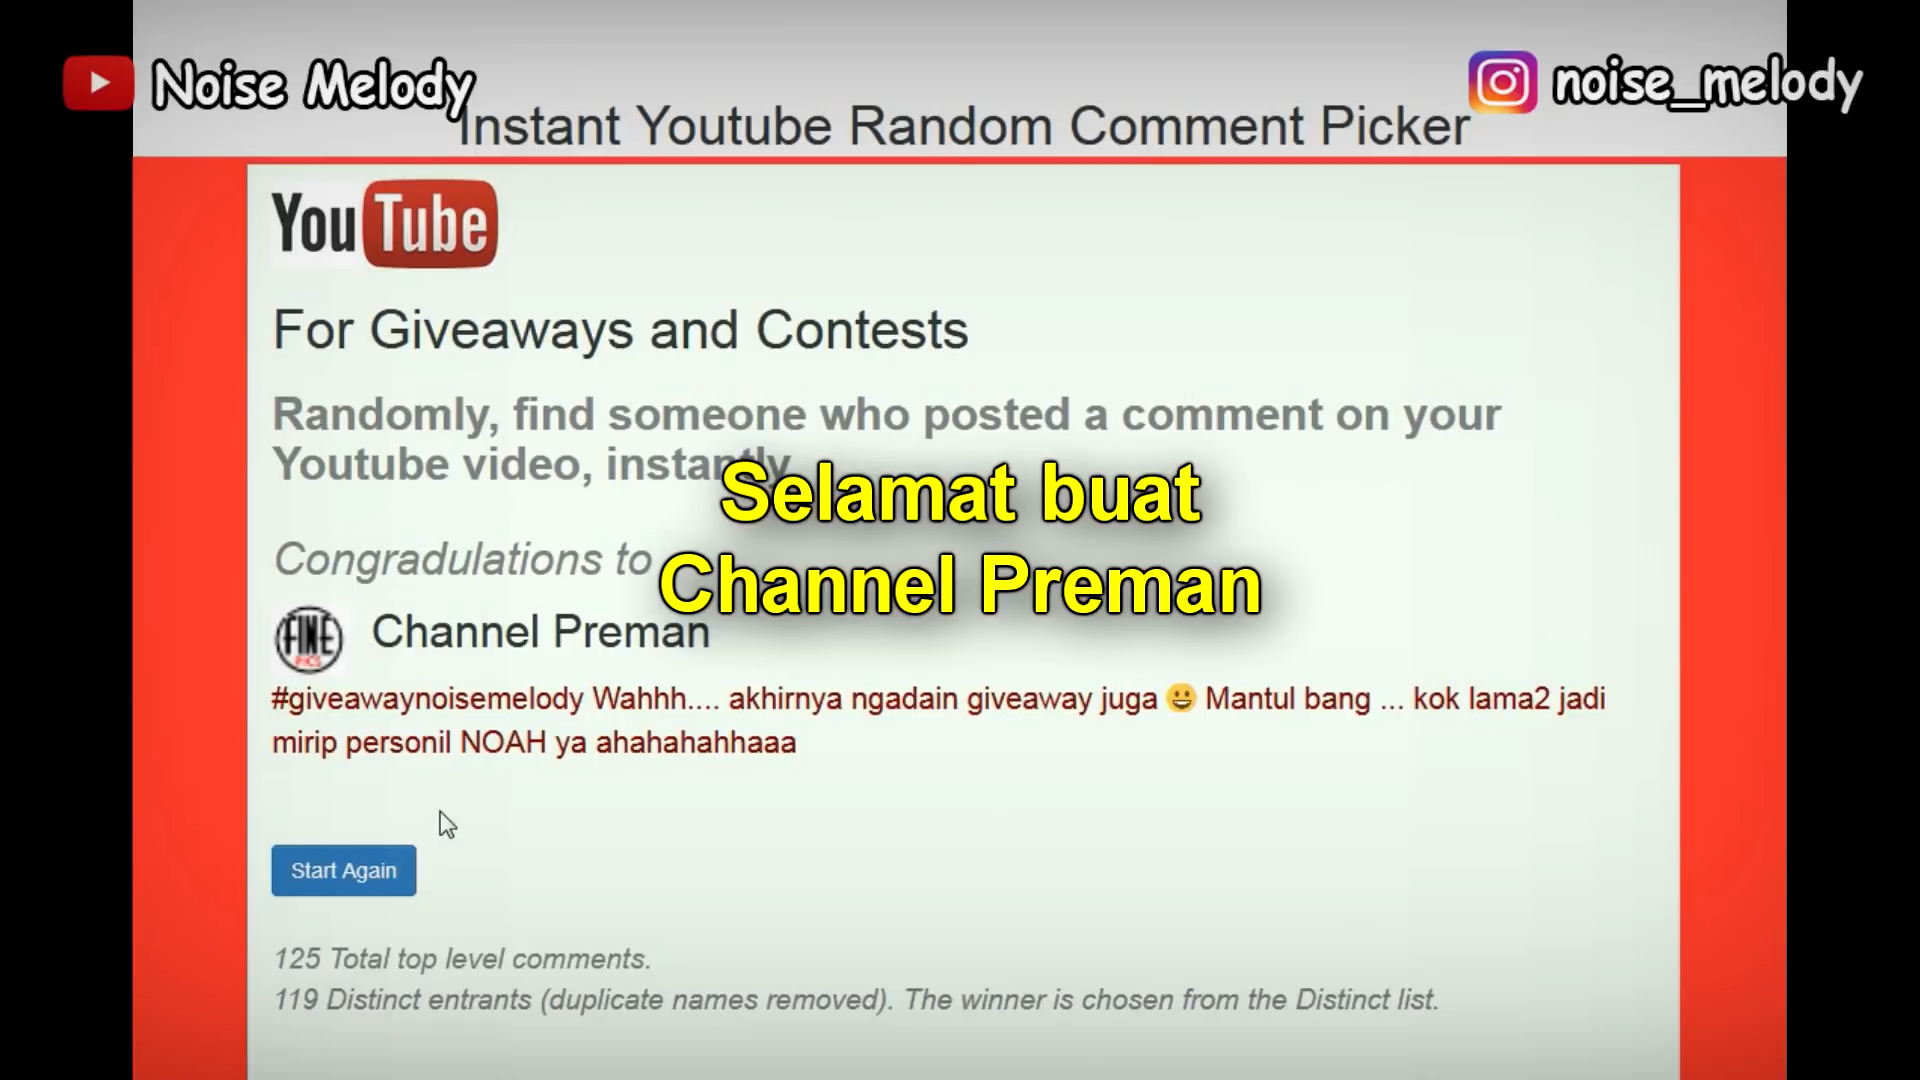 Noise Melody
noise_melody
Instant Youtube Random Comment Picker
YouTube
For Giveaways and Contests
Randomly, find someone who posted a comment on your
Youtube video, instantly
Selamat buat
Channel Preman
Congradulations to
FINE
PICS
Channel Preman
#giveawaynoisemelody Wahhh.... akhirnya ngadain giveaway juga 😀 Mantul bang ... kok lama2 jadi
mirip personil NOAH ya ahahahahhaaa
Start Again
125 Total top level comments.
119 Distinct entrants (duplicate names removed). The winner is chosen from the Distinct list.